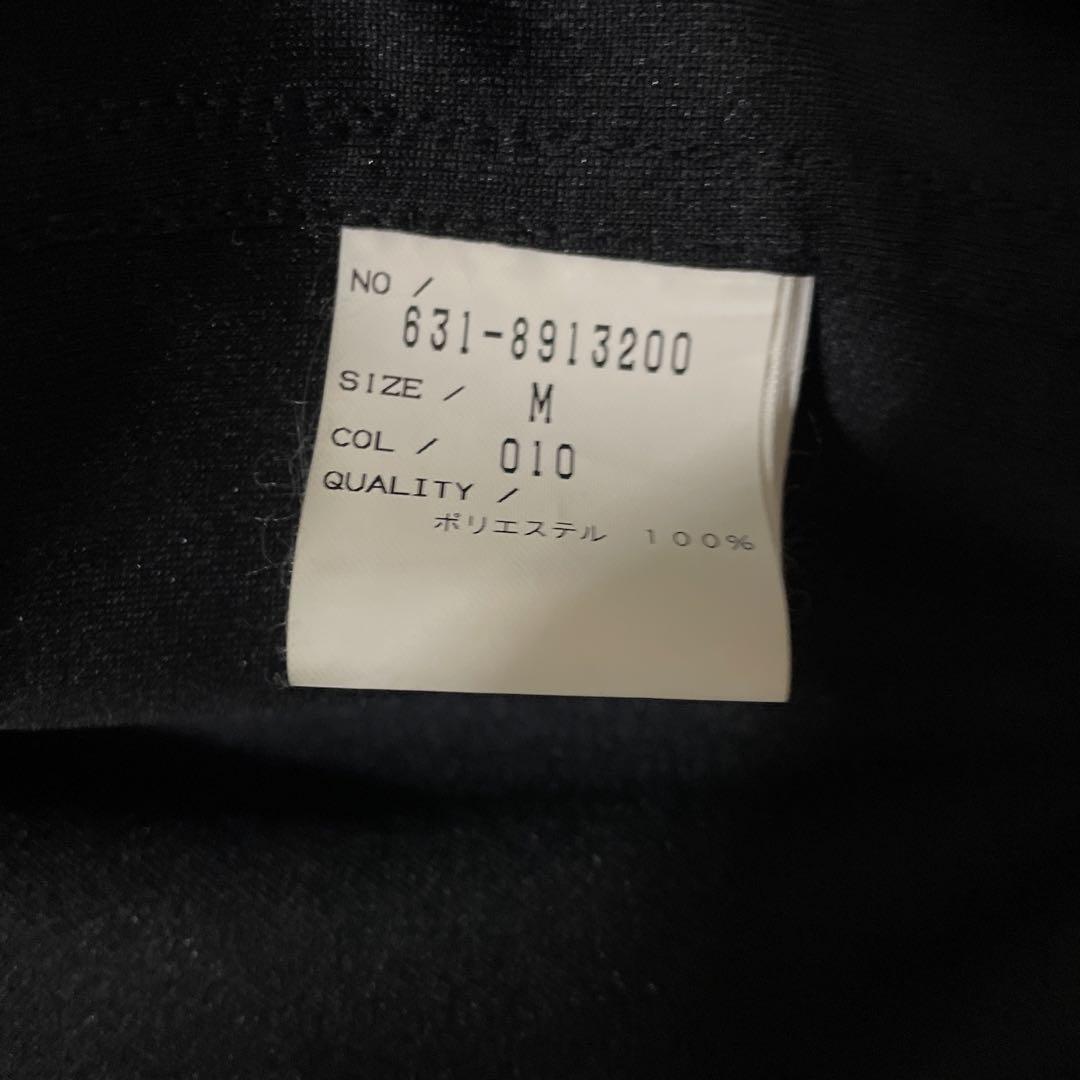 NO /
631-8913200
SIZE / M
COL / 010
QUALITY /
ポリエステル 100%